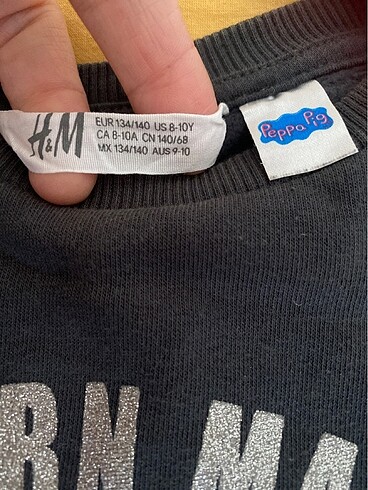 H&M
EUR 134/140 US 8-10Y
CA 8-10A CN 140/68
MX 134/140 AUS 9-10
Peppa Pig
RN MA